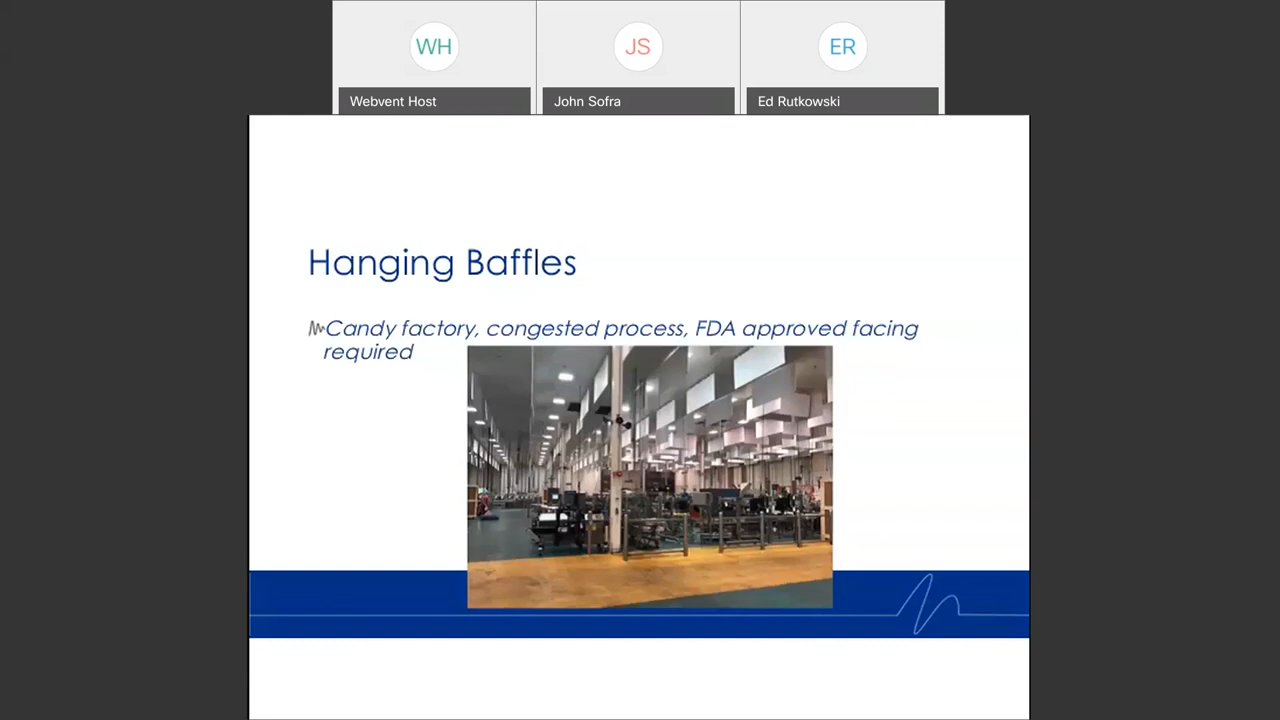 WH
JS
ER
Webvent Host
John Sofra
Ed Rutkowski
Hanging Baffles
Candy factory, congested process, FDA approved facing
required